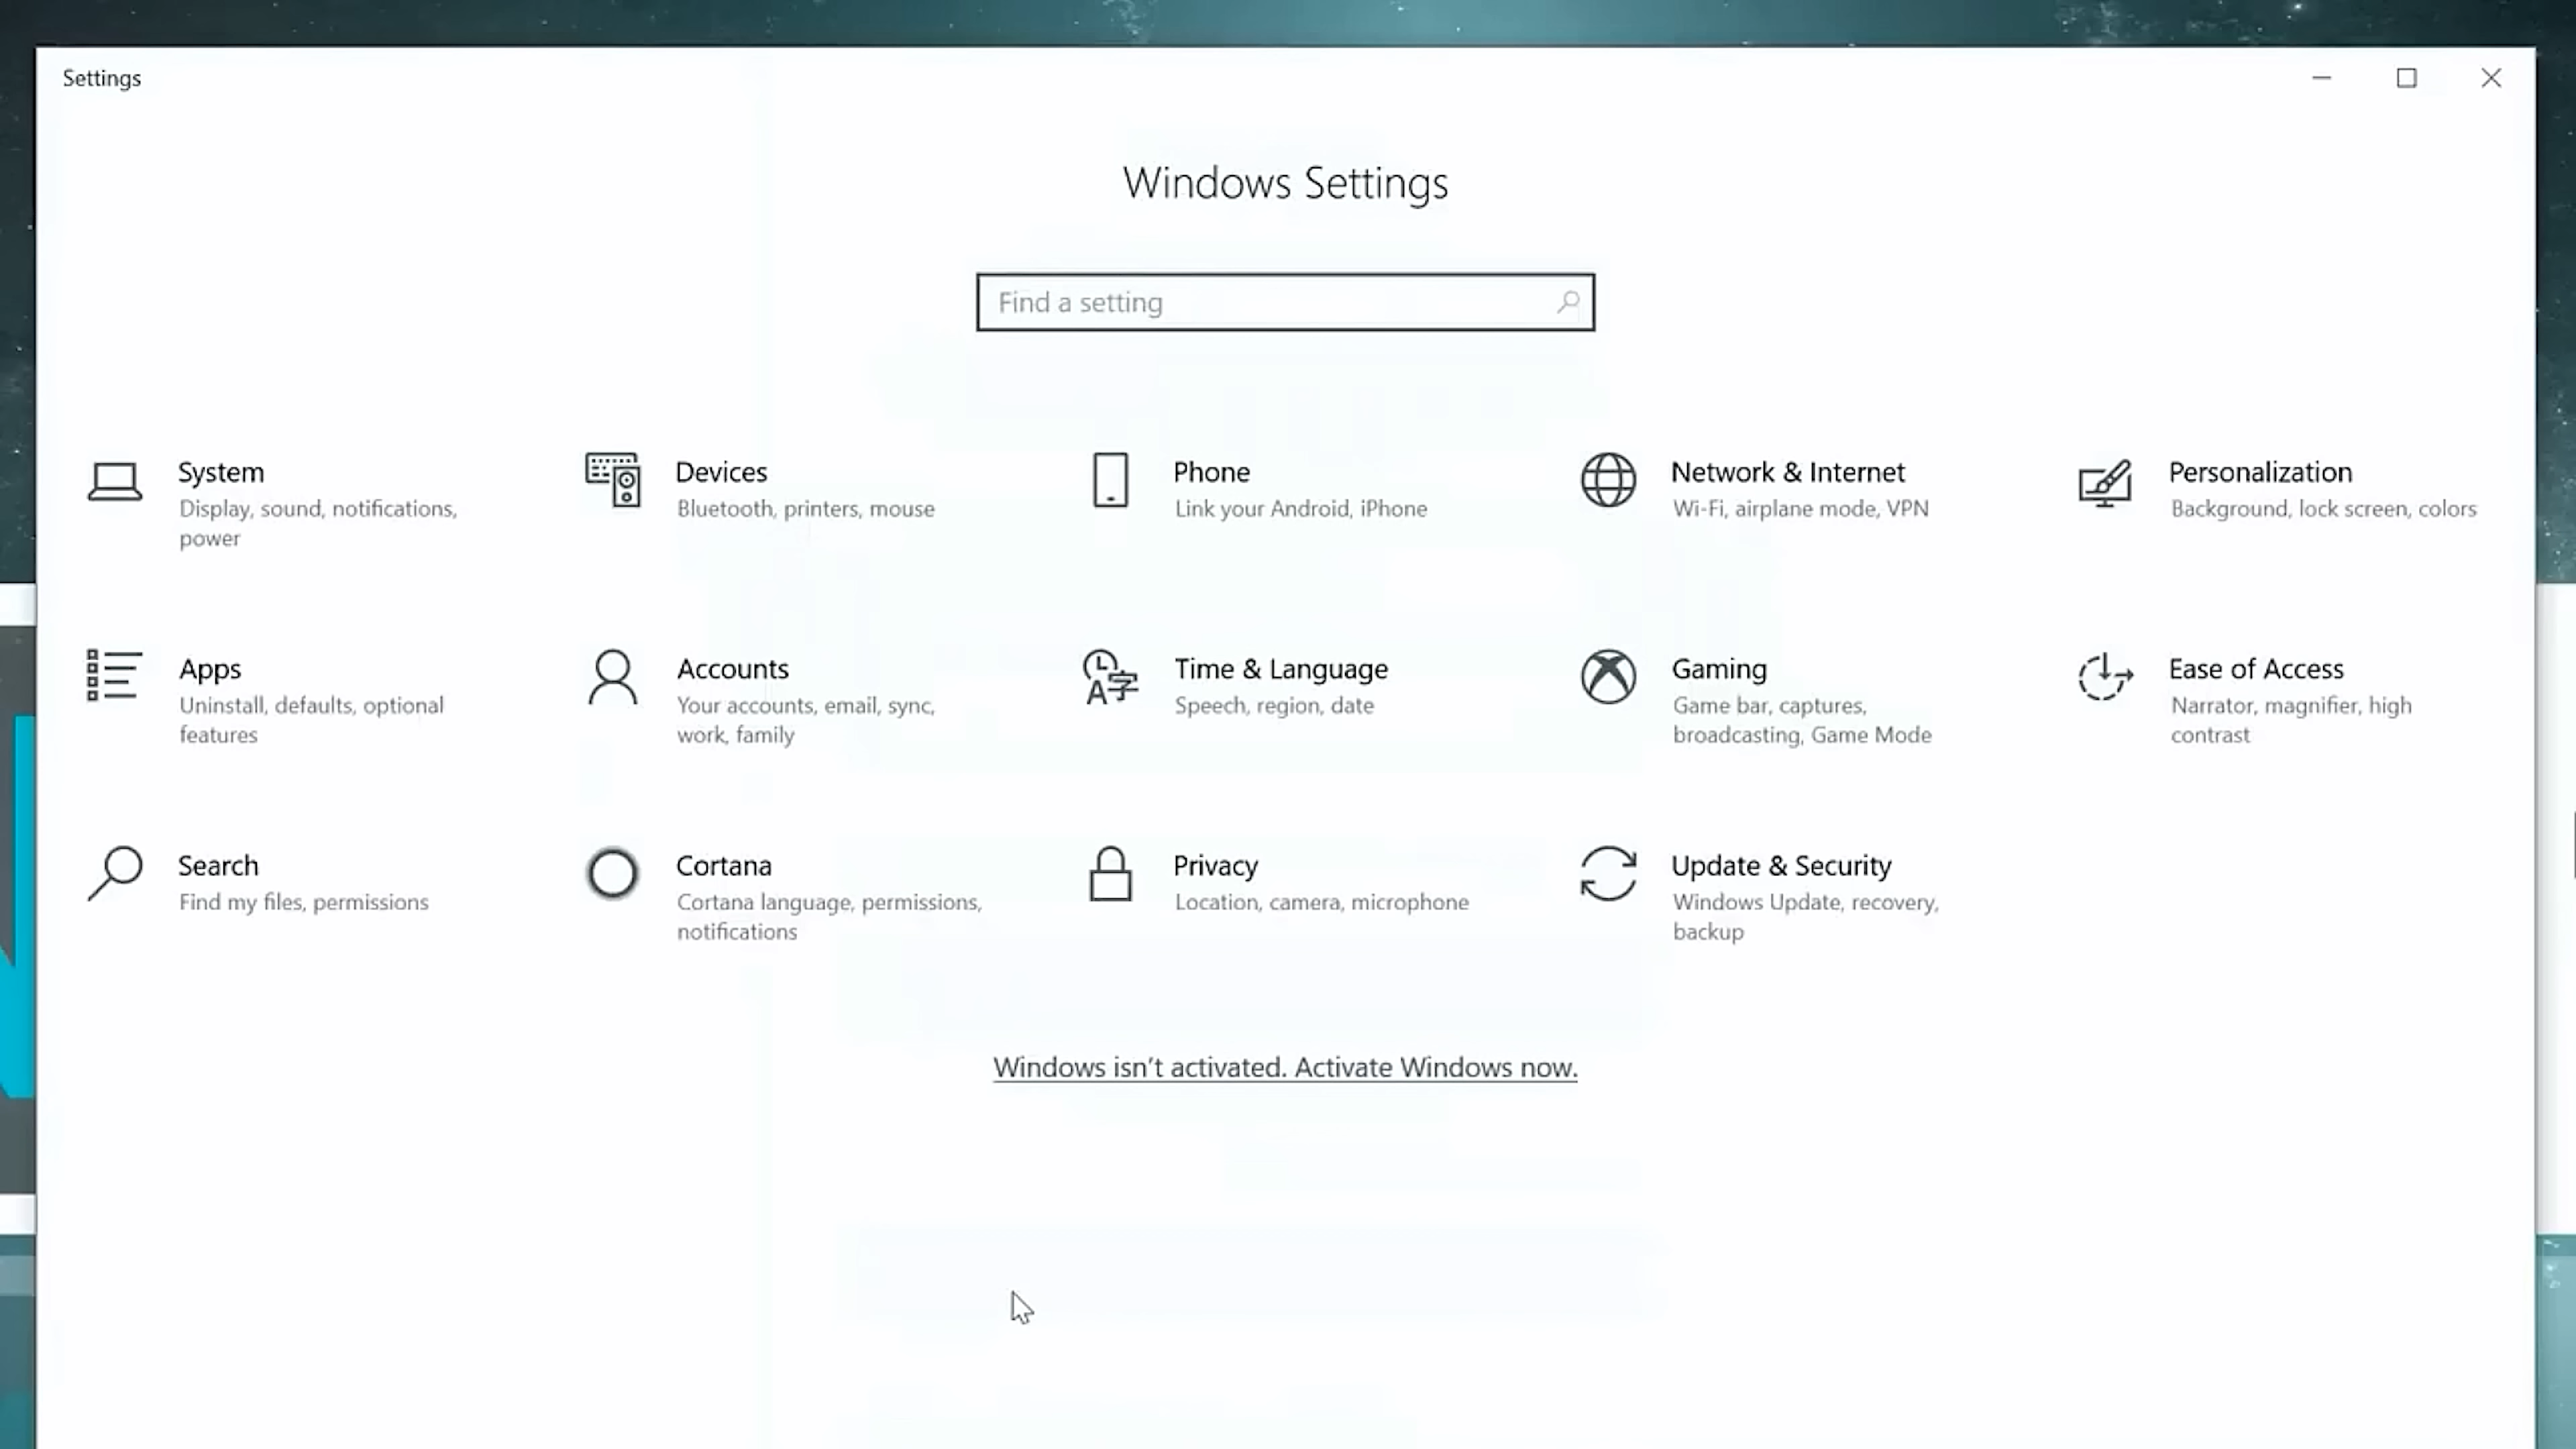 Settings
Windows Settings
Find a setting
System
Display, sound, notifications,
power
Devices
Bluetooth, printers, mouse
Phone
Link your Android, iPhone
Network & Internet
Wi-Fi, airplane mode, VPN
Personalization
Background, lock screen, colors
Apps
Uninstall, defaults, optional
features
Accounts
Your accounts, email, sync,
work, family
Time & Language
Speech, region, date
Gaming
Game bar, captures,
broadcasting, Game Mode
Ease of Access
Narrator, magnifier, high
contrast
Search
Find my files, permissions
Cortana
Cortana language, permissions,
notifications
Privacy
Location, camera, microphone
Update & Security
Windows Update, recovery,
backup
Windows isn't activated. Activate Windows now.